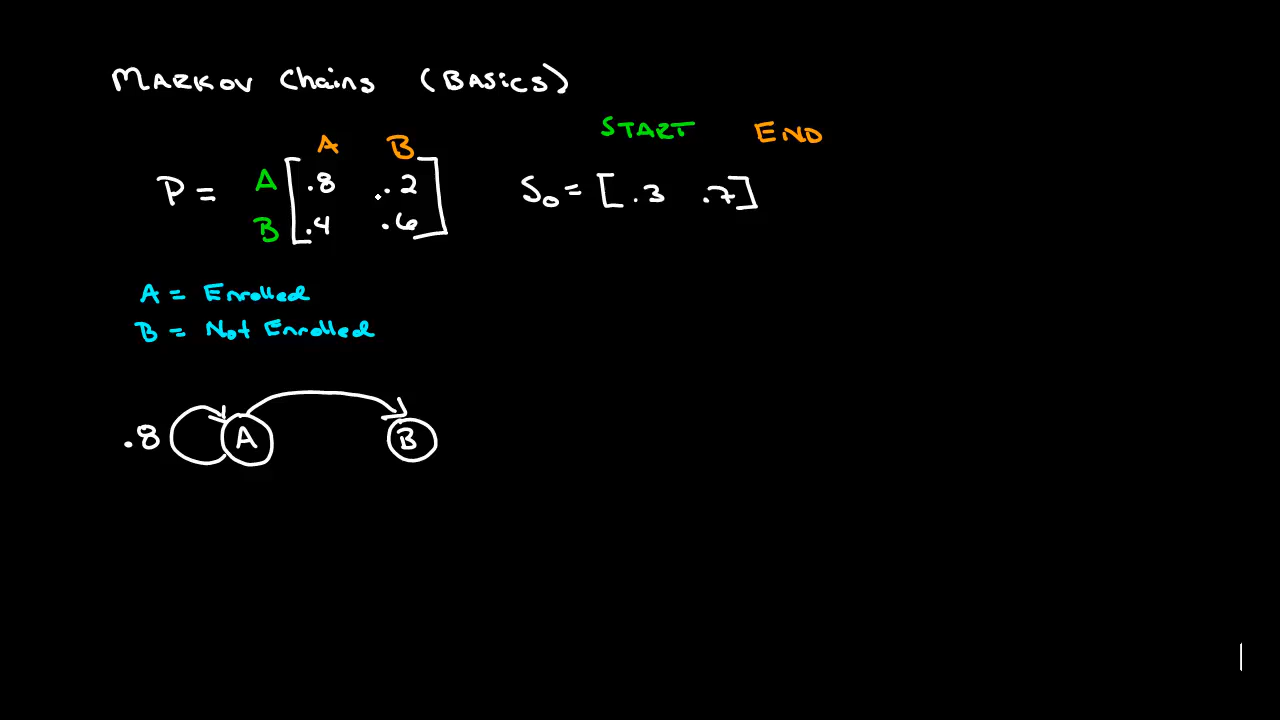 MARKOV Chains (BASICS)
START END
A B
P = A [ .8 .2 ] S₀ = [ .3 .7 ]
B [ .4 .6 ]
A = Enrolled
B = Not Enrolled
.8 A B